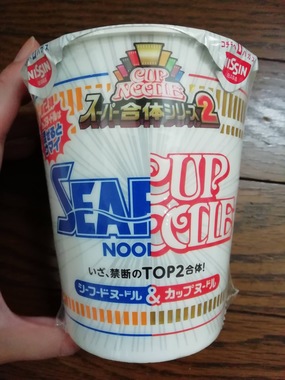 NISSIN
NISSIN
CUP
NOODLE
スーパー合体シリーズ2
SEAF
NOOD
CUP
NOODLE
いざ、禁断のTOP2合体!
シーフードヌードル & カップヌードル